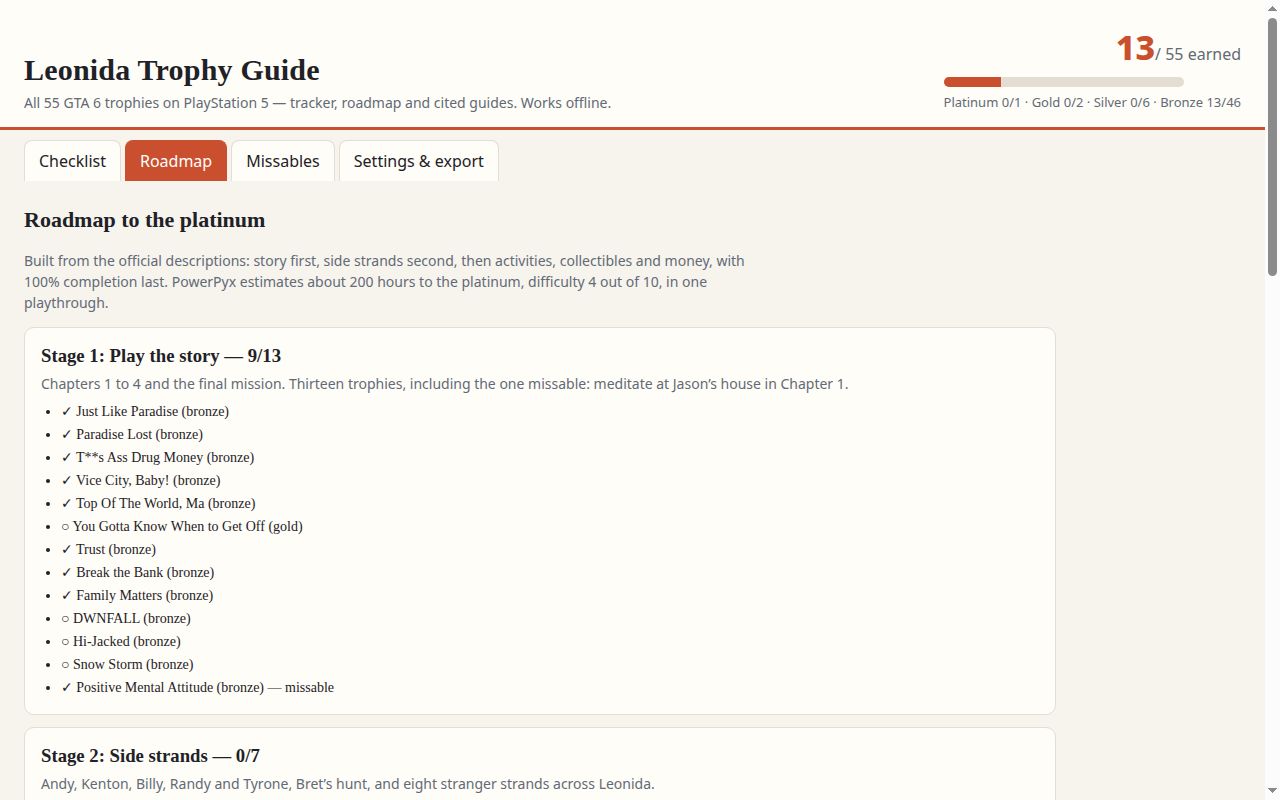 Leonida Trophy Guide
All 55 GTA 6 trophies on PlayStation 5 — tracker, roadmap and cited guides. Works offline.
13/ 55 earned
Platinum 0/1 · Gold 0/2 · Silver 0/6 · Bronze 13/46
Checklist
Roadmap
Missables
Settings & export
Roadmap to the platinum
Built from the official descriptions: story first, side strands second, then activities, collectibles and money, with
100% completion last. PowerPyx estimates about 200 hours to the platinum, difficulty 4 out of 10, in one
playthrough.
Stage 1: Play the story — 9/13
Chapters 1 to 4 and the final mission. Thirteen trophies, including the one missable: meditate at Jason’s house in Chapter 1.
• ✓ Just Like Paradise (bronze)
• ✓ Paradise Lost (bronze)
• ✓ T**s Ass Drug Money (bronze)
• ✓ Vice City, Baby! (bronze)
• ✓ Top Of The World, Ma (bronze)
• ○ You Gotta Know When to Get Off (gold)
• ✓ Trust (bronze)
• ✓ Break the Bank (bronze)
• ✓ Family Matters (bronze)
• ○ DWNFALL (bronze)
• ○ Hi-Jacked (bronze)
• ○ Snow Storm (bronze)
• ✓ Positive Mental Attitude (bronze) — missable
Stage 2: Side strands — 0/7
Andy, Kenton, Billy, Randy and Tyrone, Bret’s hunt, and eight stranger strands across Leonida.